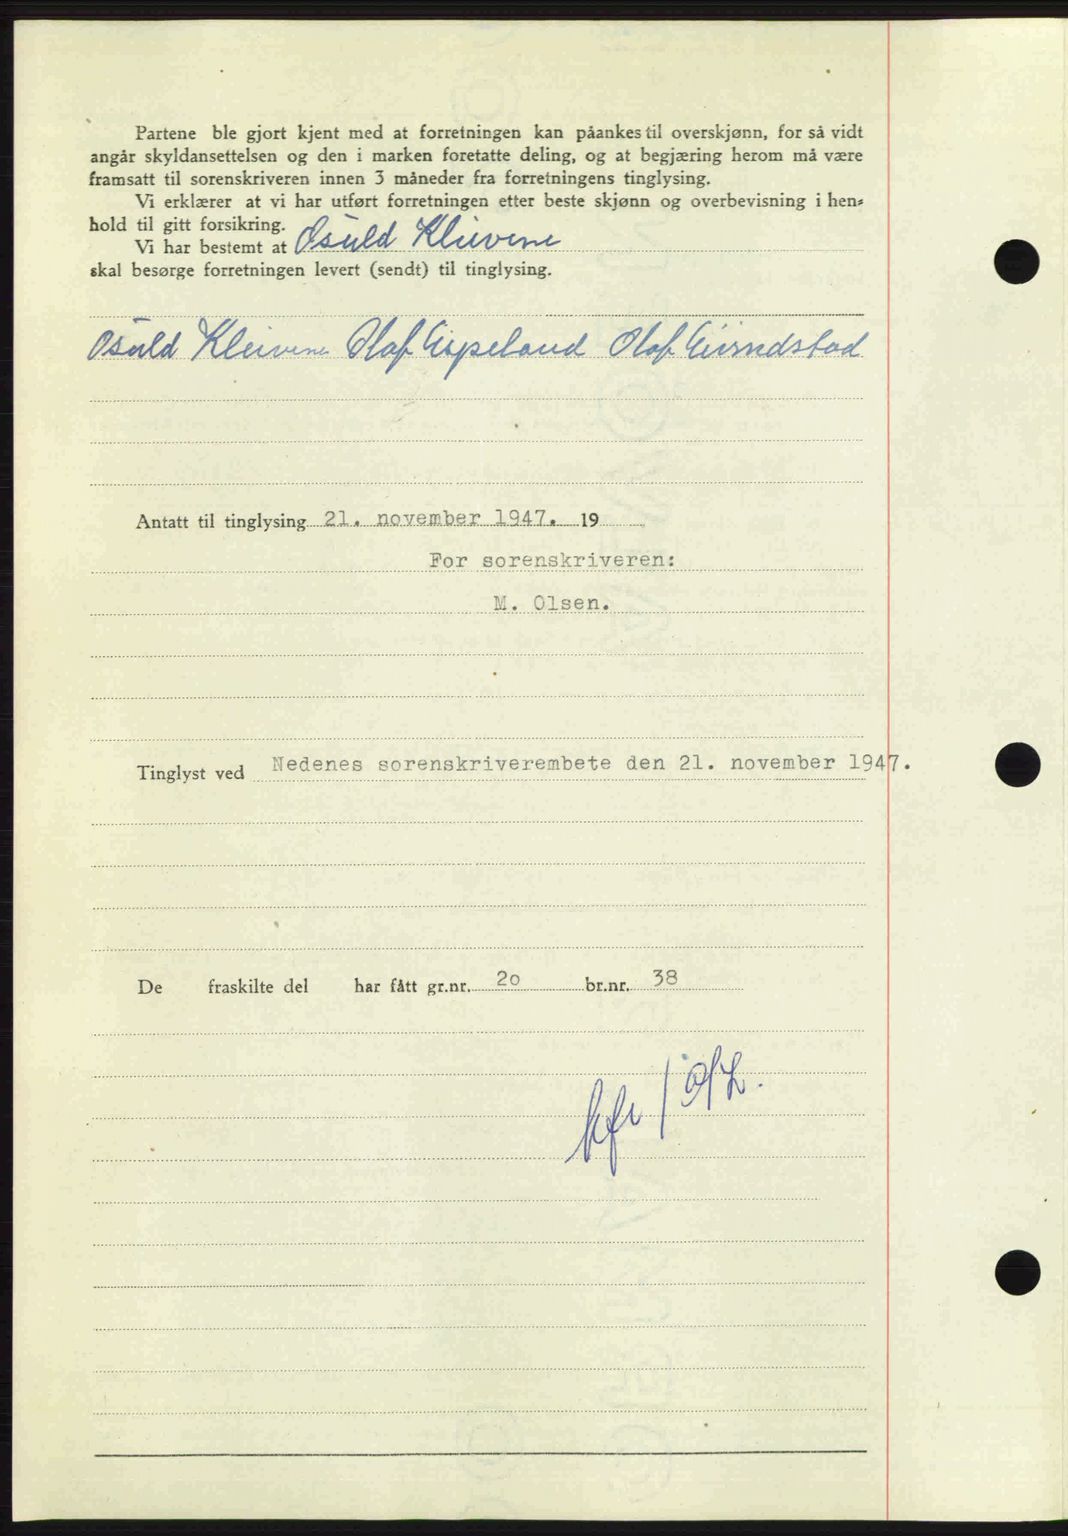 Partene ble gjort kjent med at forretningen kan påankes til overskjønn, for så vidt
angår skyldansettelsen og den i marken foretatte deling, og at begjæring herom må være
framsatt til sorenskriveren innen 3 måneder fra forretningens tinglysing.
Vi erklærer at vi har utført forretningen etter beste skjønn og overbevisning i hen-
hold til gitt forsikring.
Vi har bestemt at Osuld Kleivene
skal besørge forretningen levert (sendt) til tinglysing.
Osuld Kleivene Olaf Espeland Olaf
Antatt til tinglysing 21. november 1947. 19
For sorenskriveren:
M. Olsen.
Tinglyst ved Nedenes sorenskriverembete den 21. november 1947.
De fraskilte del har fått gr.nr. 20 br.nr. 38